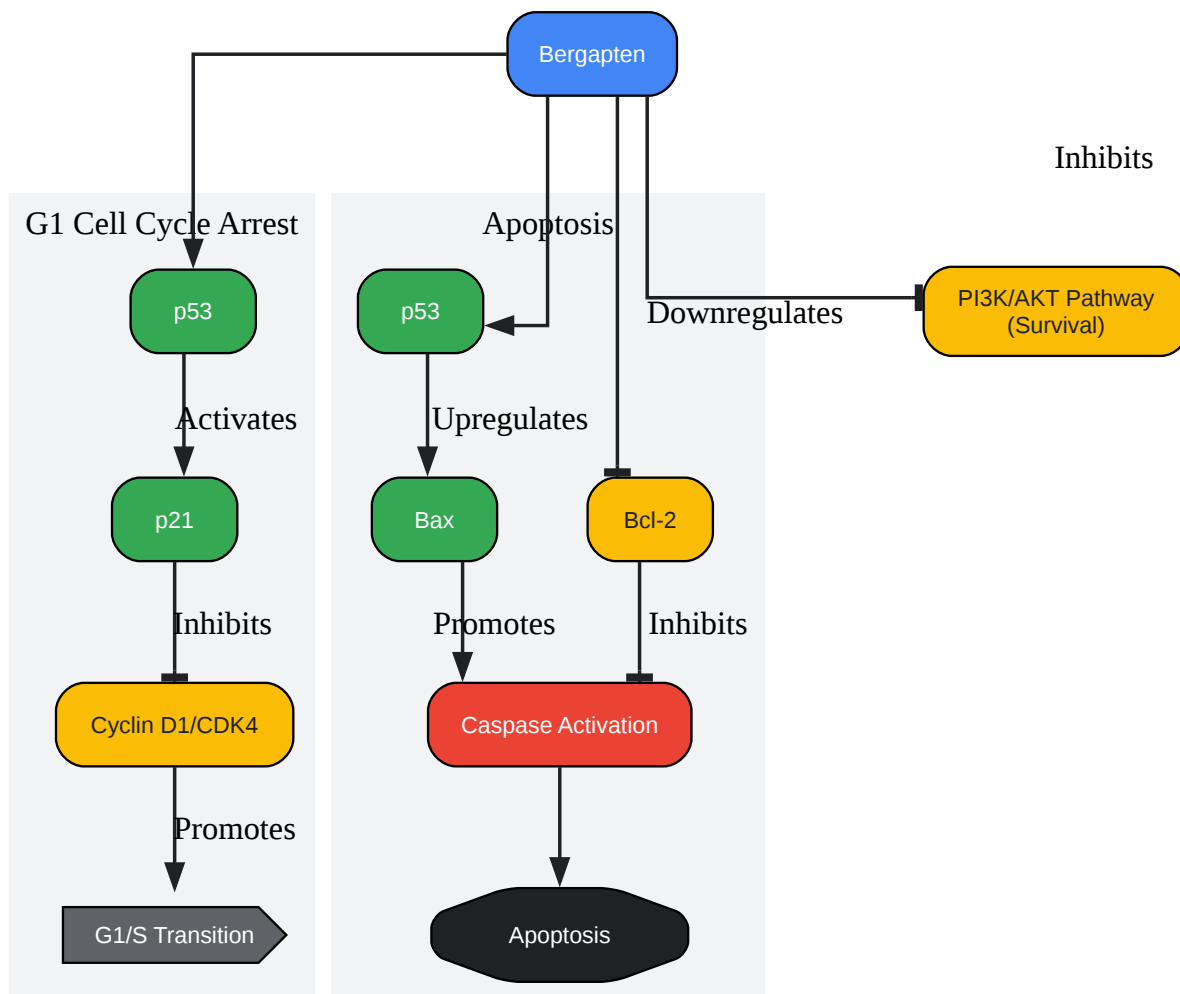 Bergapten
Inhibits
G1 Cell Cycle Arrest
Apoptosis
p53
p53
Downregulates
PI3K/AKT Pathway
(Survival)
Activates
Upregulates
p21
Bax
Bcl-2
Inhibits
Promotes
Inhibits
Cyclin D1/CDK4
Caspase Activation
Promotes
G1/S Transition
Apoptosis